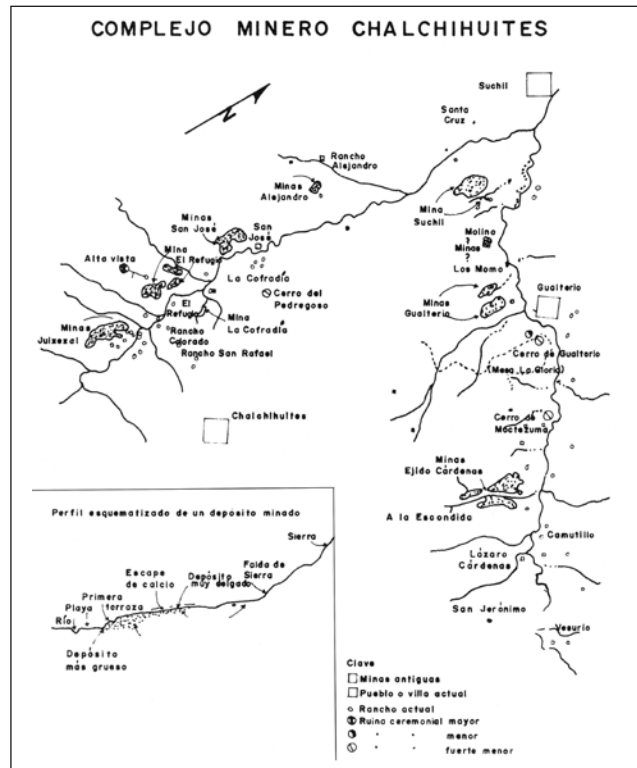 COMPLEJO MINERO CHALCHIHUITES
Suchil
Santa
Cruz
N
Rancho
Alejandro
Minas
Alejandro
Mina
Suchil
Minas
San José
San
José
Molino
?
Minas
?
Alta vista
Mina
El Refugio
La Cofradía
Los Momo
Cerro del
Pedregoso
Gualterio
Minas
Gualterio
El
Refugio
Mina
La Cofradía
Minas
Juixezal
Rancho
Colorado
Rancho San Rafael
Cerro de Gualterio
(Mesa La Gloria)
Chalchihuites
Cerro de
Moctezuma
Minas
Ejido Cárdenas
A la Escondida
Camutillo
Lázaro
Cárdenas
San Jerónimo
Vesurio
Perfil esquematizado de un depósito minado
Sierra
Falda de
Sierra
Escape
de calcio
Depósito
muy delgado
Primera
terraza
Playa
Río
Depósito
más grueso
Clave
Minas antiguas
Pueblo o villa actual
Rancho actual
Ruina ceremonial mayor
" " menor
" " fuerte menor